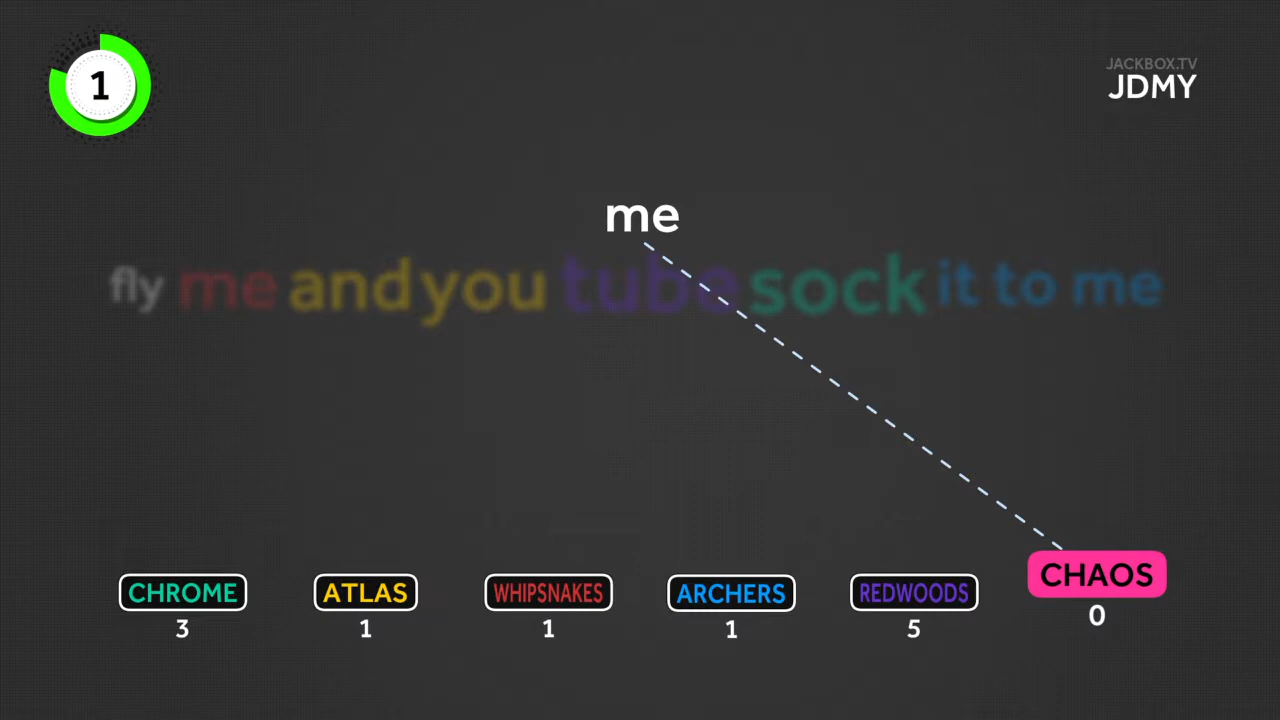 1
JACKBOX.TV
JDMY
me
fly me and you tube sock it to me
CHROME ATLAS WHIPSNAKES ARCHERS REDWOODS CHAOS
3 1 1 1 5 0